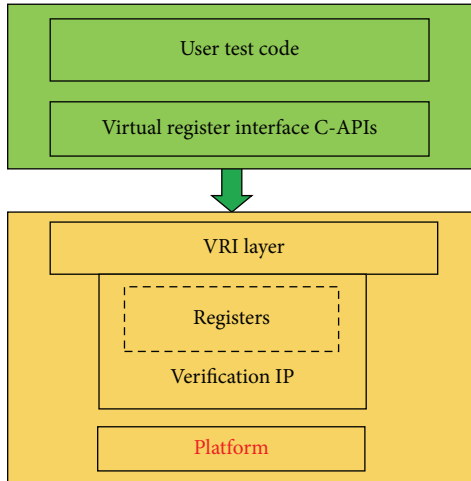 User test code
Virtual register interface C-APIs
VRI layer
Registers
Verification IP
Platform